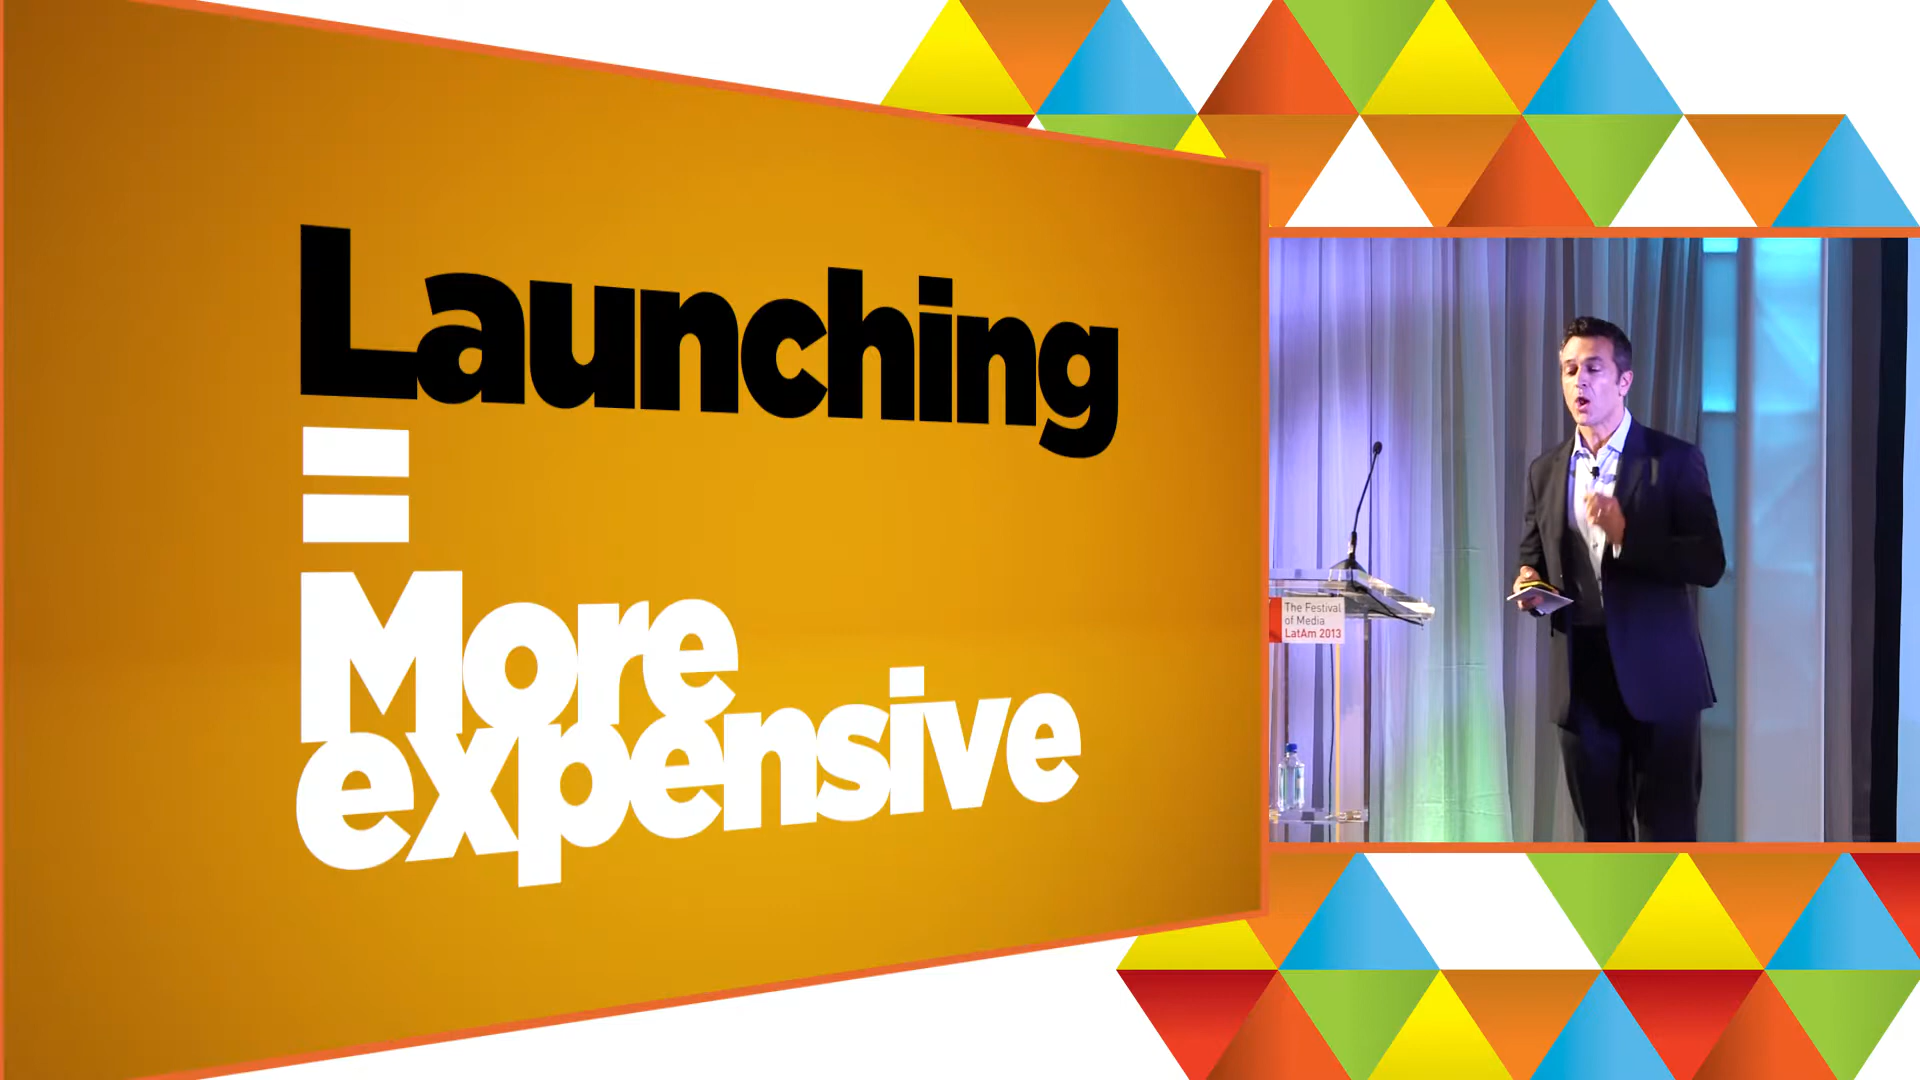 Launching
=
More
expensive
The Festival
of Media
LatAm 2013